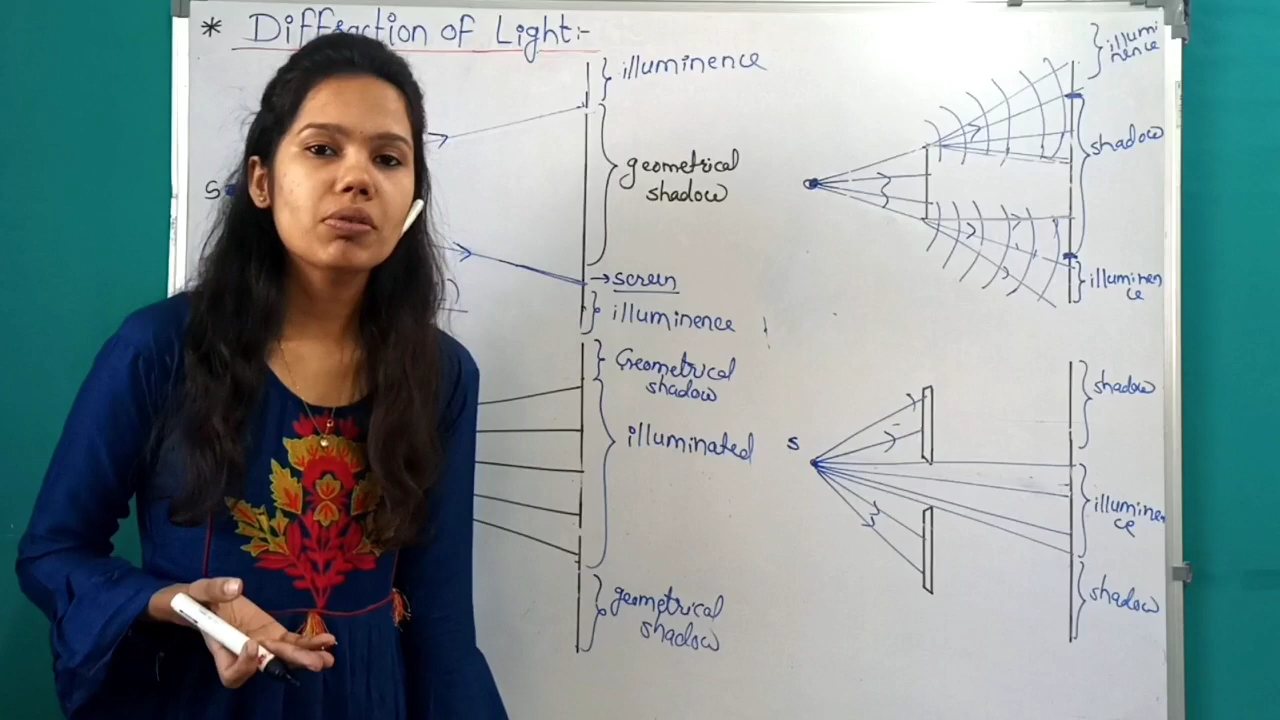 * Diffraction of Light:-
illuminence
geometrical
shadow
→screen
illuminence
Greometrical
shadow
illuminated
geometrical
shadow
S
illumi
nence
shadow
illuminen
ce
S
shadow
illuminen
ce
shadow